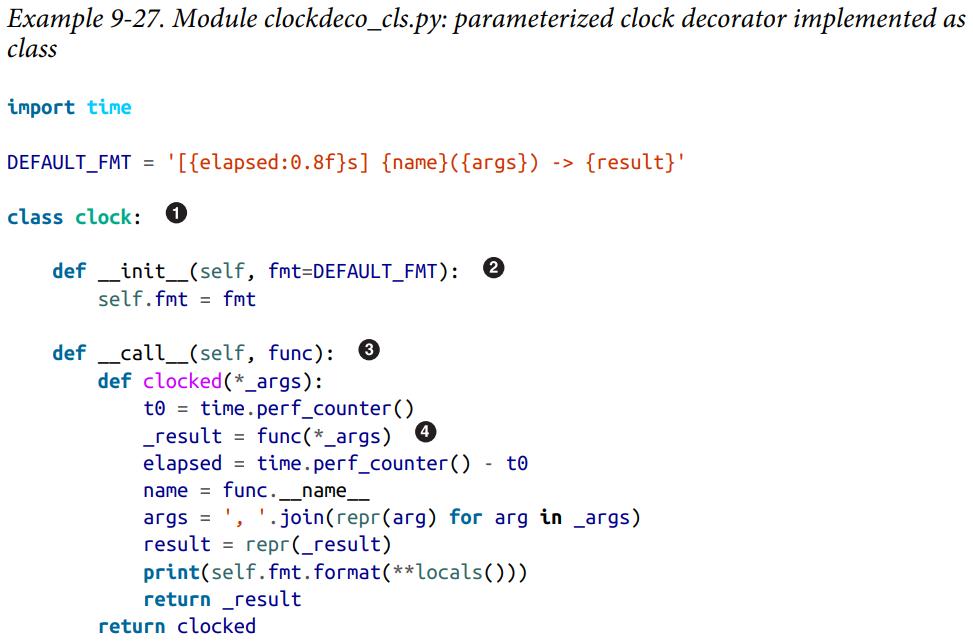 Example 9-27. Module clockdeco_cls.py: parameterized clock decorator implemented as
class
import time
DEFAULT_FMT = '[{elapsed:0.8f}s] {name}({args}) -> {result}'
class clock: ❶
    def __init__(self, fmt=DEFAULT_FMT): ❷
        self.fmt = fmt
    def __call__(self, func): ❸
        def clocked(*_args):
            t0 = time.perf_counter()
            _result = func(*_args) ❹
            elapsed = time.perf_counter() - t0
            name = func.__name__
            args = ', '.join(repr(arg) for arg in _args)
            result = repr(_result)
            print(self.fmt.format(**locals()))
            return _result
        return clocked